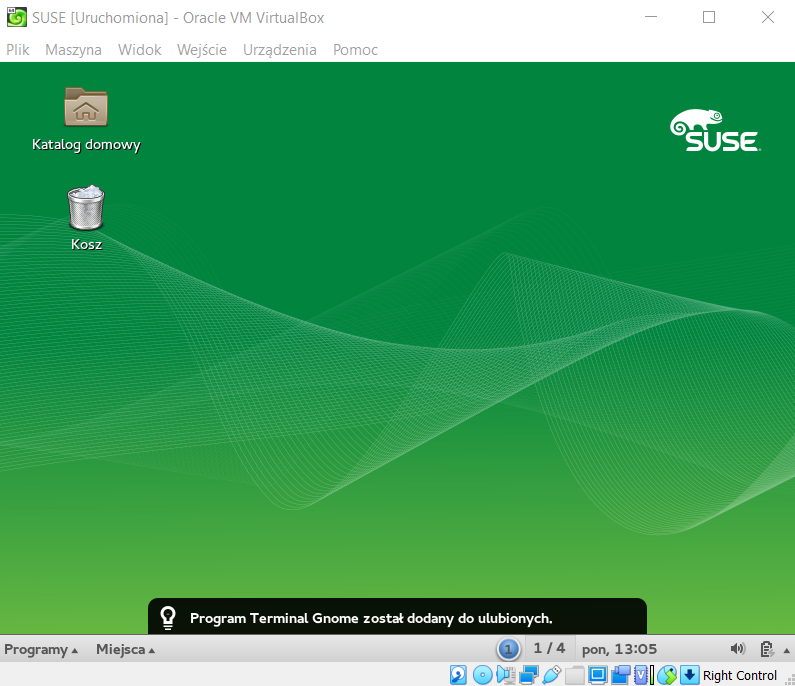 SUSE [Uruchomiona] - Oracle VM VirtualBox
Plik Maszyna Widok Wejście Urządzenia Pomoc
Katalog domowy
SUSE
Kosz
Program Terminal Gnome został dodany do ulubionych.
Programy Miejsca 1 1 / 4 pon, 13:05
V Right Control